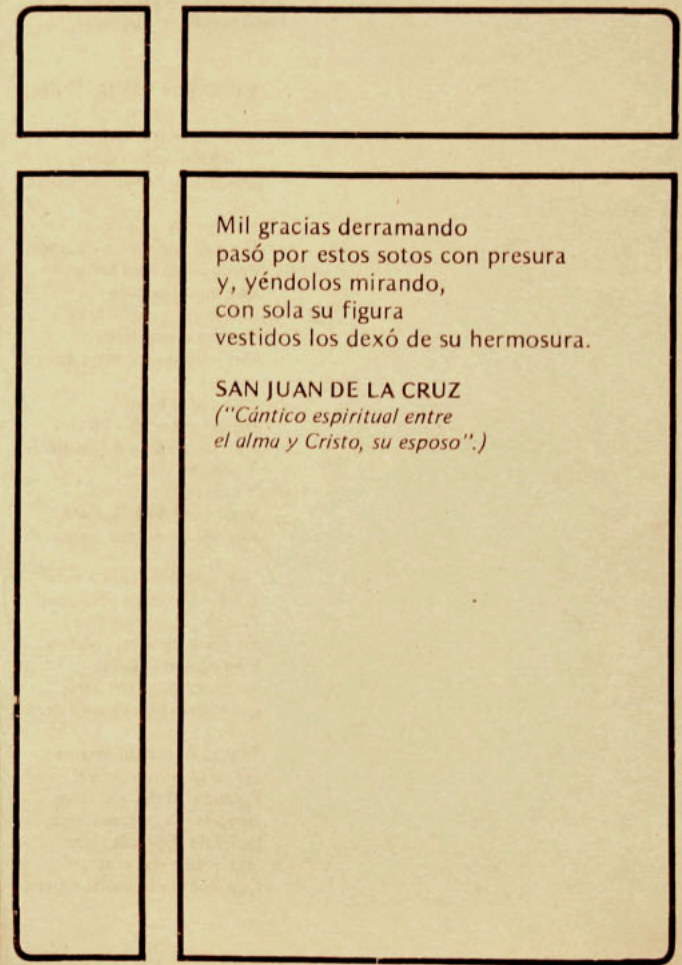 Mil gracias derramando
pasó por estos sotos con presura
y, yéndolos mirando,
con sola su figura
vestidos los dexó de su hermosura.
SAN JUAN DE LA CRUZ
("Cántico espiritual entre
el alma y Cristo, su esposo".)